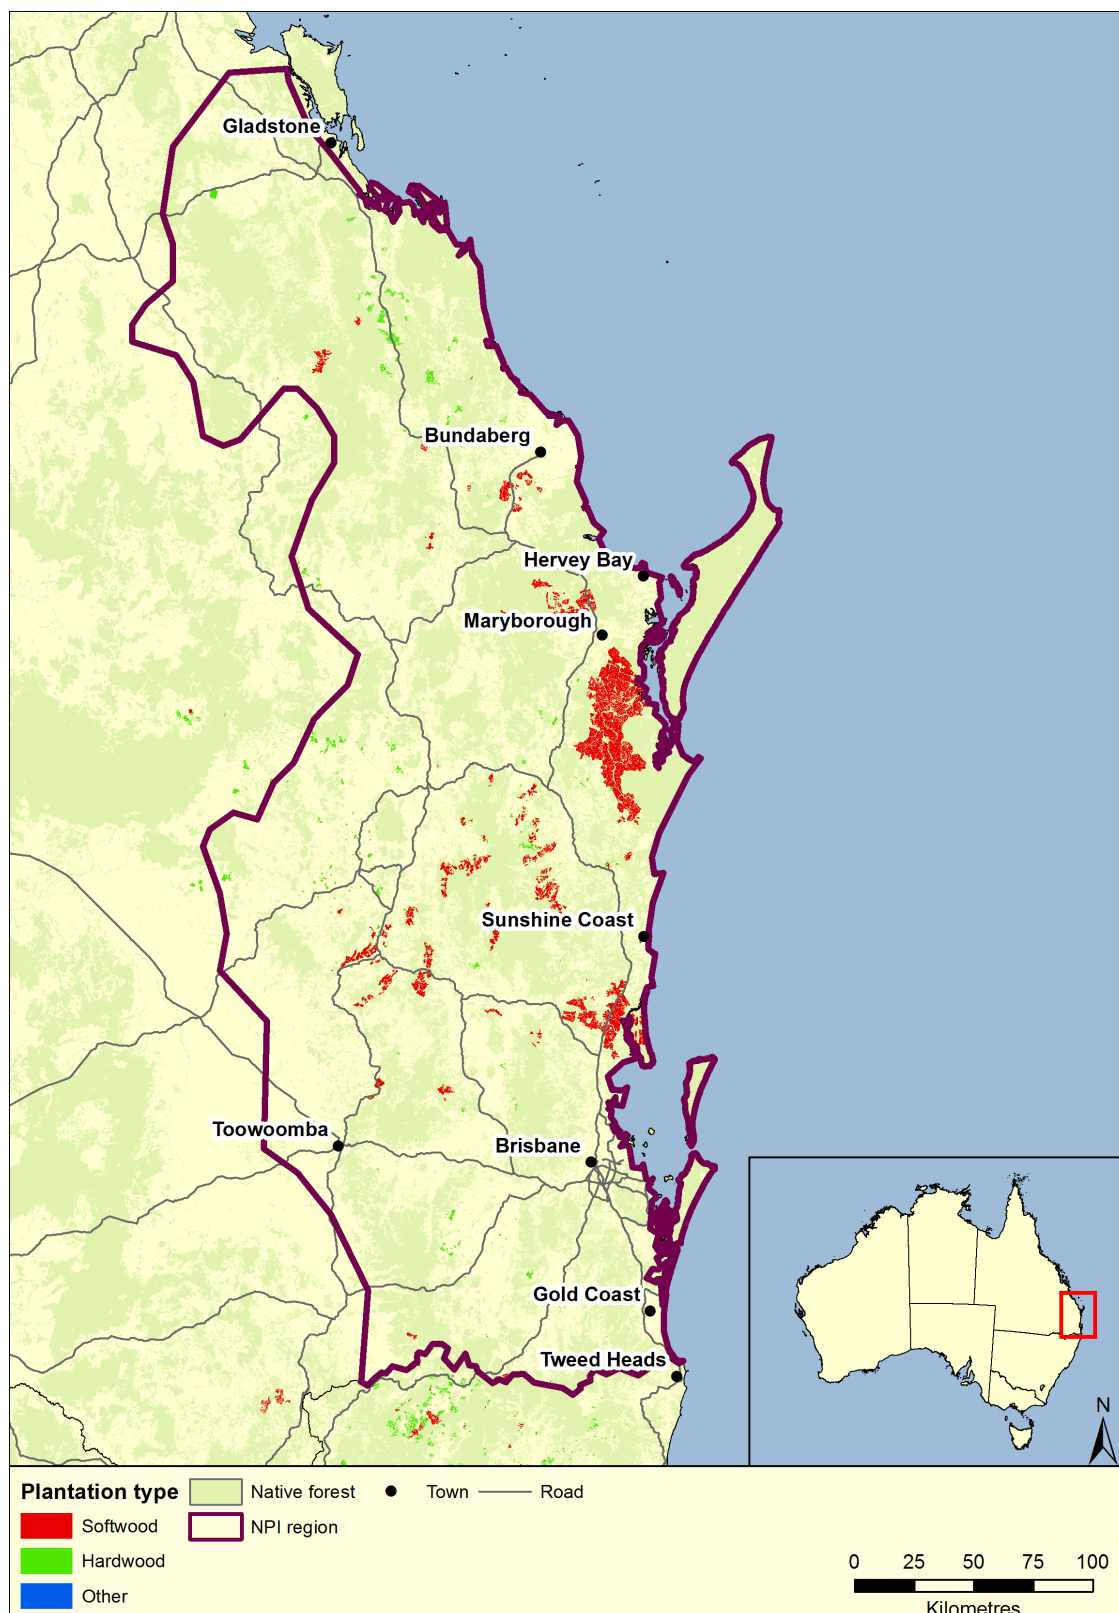 Gladstone
Bundaberg
Hervey Bay
Maryborough
Sunshine Coast
Toowoomba
Brisbane
Gold Coast
Tweed Heads
N
Plantation type
Native forest
Town
Road
Softwood
NPI region
Hardwood
Other
0 25 50 75 100
Kilometres